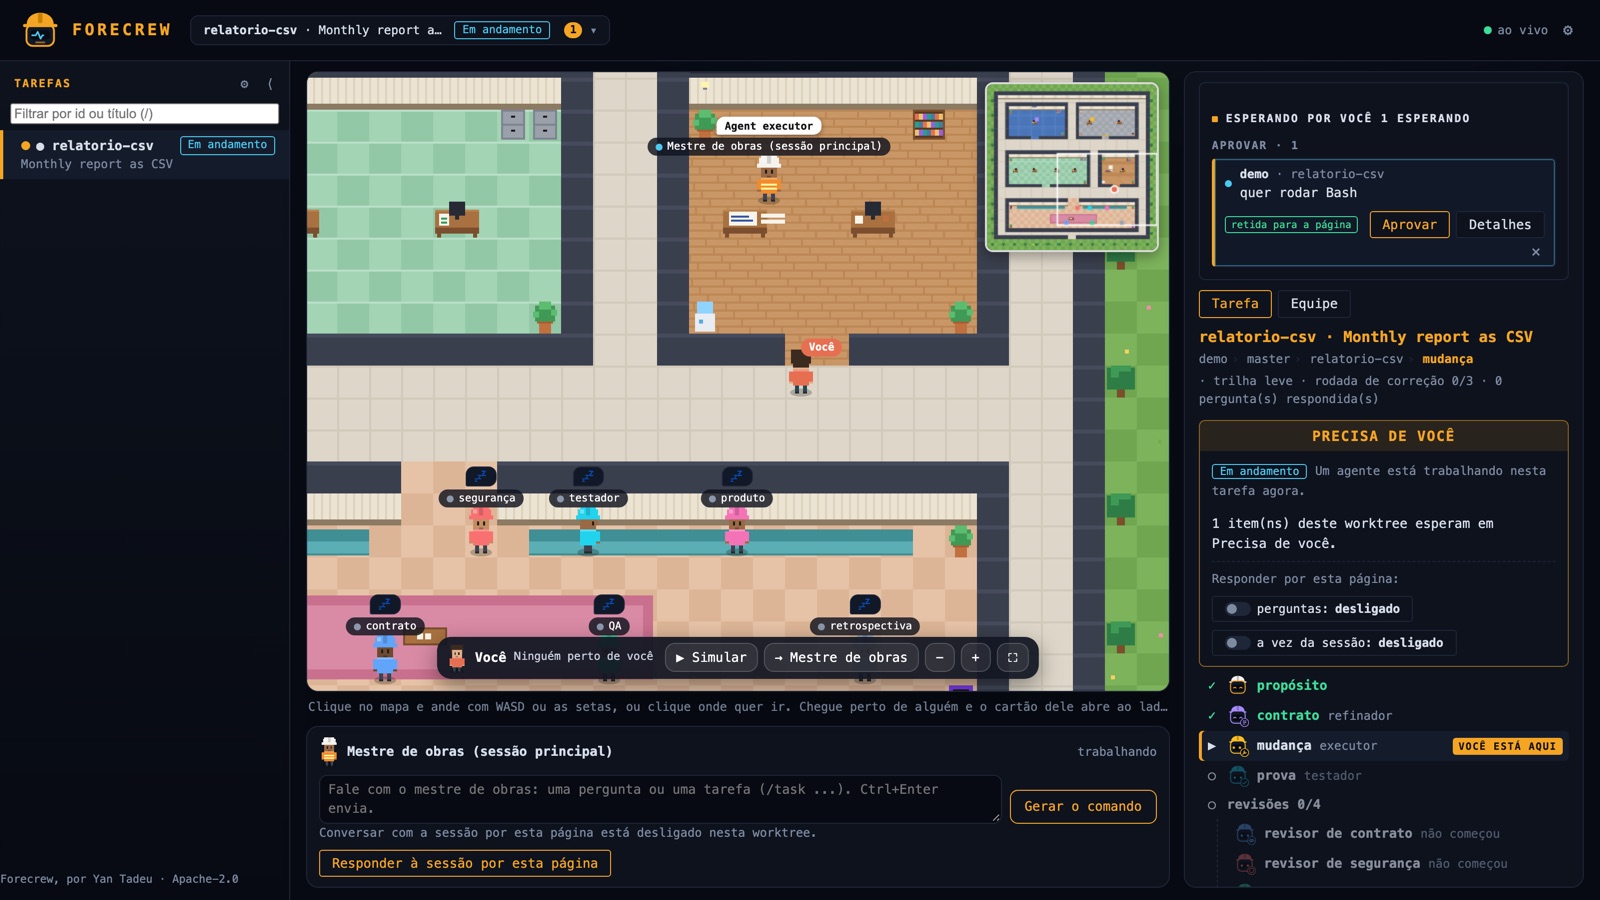 FORECREW
relatorio-csv · Monthly report a… Em andamento 1 ▾
ao vivo
TAREFAS
Filtrar por id ou título (/)
relatorio-csv Em andamento
Monthly report as CSV
Forecrew, por Yan Tadeu · Apache-2.0
Agent executor
Mestre de obras (sessão principal)
Você
segurança
testador
produto
contrato
QA
retrospectiva
Você Ninguém perto de você ▶ Simular → Mestre de obras − +
Clique no mapa e ande com WASD ou as setas, ou clique onde quer ir. Chegue perto de alguém e o cartão dele abre ao lad…
Mestre de obras (sessão principal) trabalhando
Fale com o mestre de obras: uma pergunta ou uma tarefa (/task ...). Ctrl+Enter
envia.
Gerar o comando
Conversar com a sessão por esta página está desligado nesta worktree.
Responder à sessão por esta página
ESPERANDO POR VOCÊ 1 ESPERANDO
APROVAR · 1
demo · relatorio-csv
quer rodar Bash
retida para a página Aprovar Detalhes
×
Tarefa Equipe
relatorio-csv · Monthly report as CSV
demo › master › relatorio-csv › mudança
· trilha leve · rodada de correção 0/3 · 0
pergunta(s) respondida(s)
PRECISA DE VOCÊ
Em andamento Um agente está trabalhando nesta
tarefa agora.
1 item(ns) deste worktree esperam em
Precisa de você.
Responder por esta página:
perguntas: desligado
a vez da sessão: desligado
✓ propósito
✓ contrato refinador
▶ mudança executor VOCÊ ESTÁ AQUI
○ prova testador
○ revisões 0/4
revisor de contrato não começou
revisor de segurança não começou